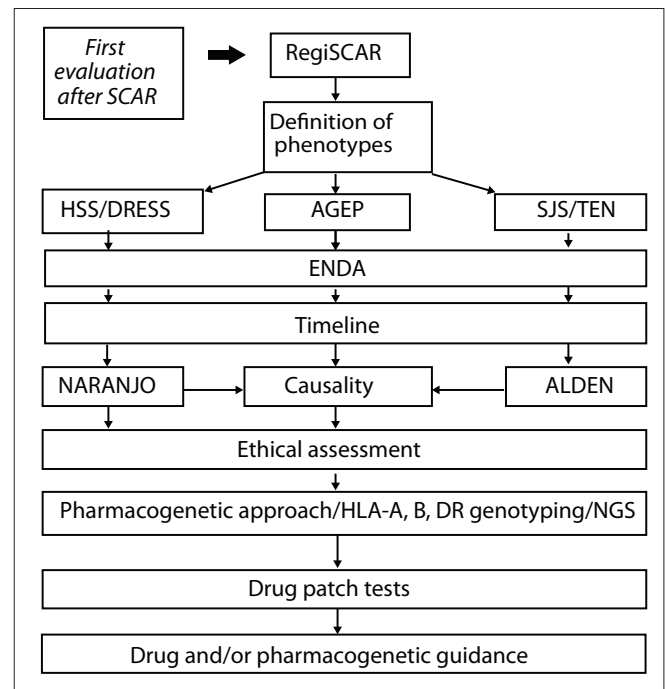 First
evaluation
after SCAR
RegiSCAR
Definition of
phenotypes
HSS/DRESS
AGEP
SJS/TEN
ENDA
Timeline
NARANJO
Causality
ALDEN
Ethical assessment
Pharmacogenetic approach/HLA-A, B, DR genotyping/NGS
Drug patch tests
Drug and/or pharmacogenetic guidance